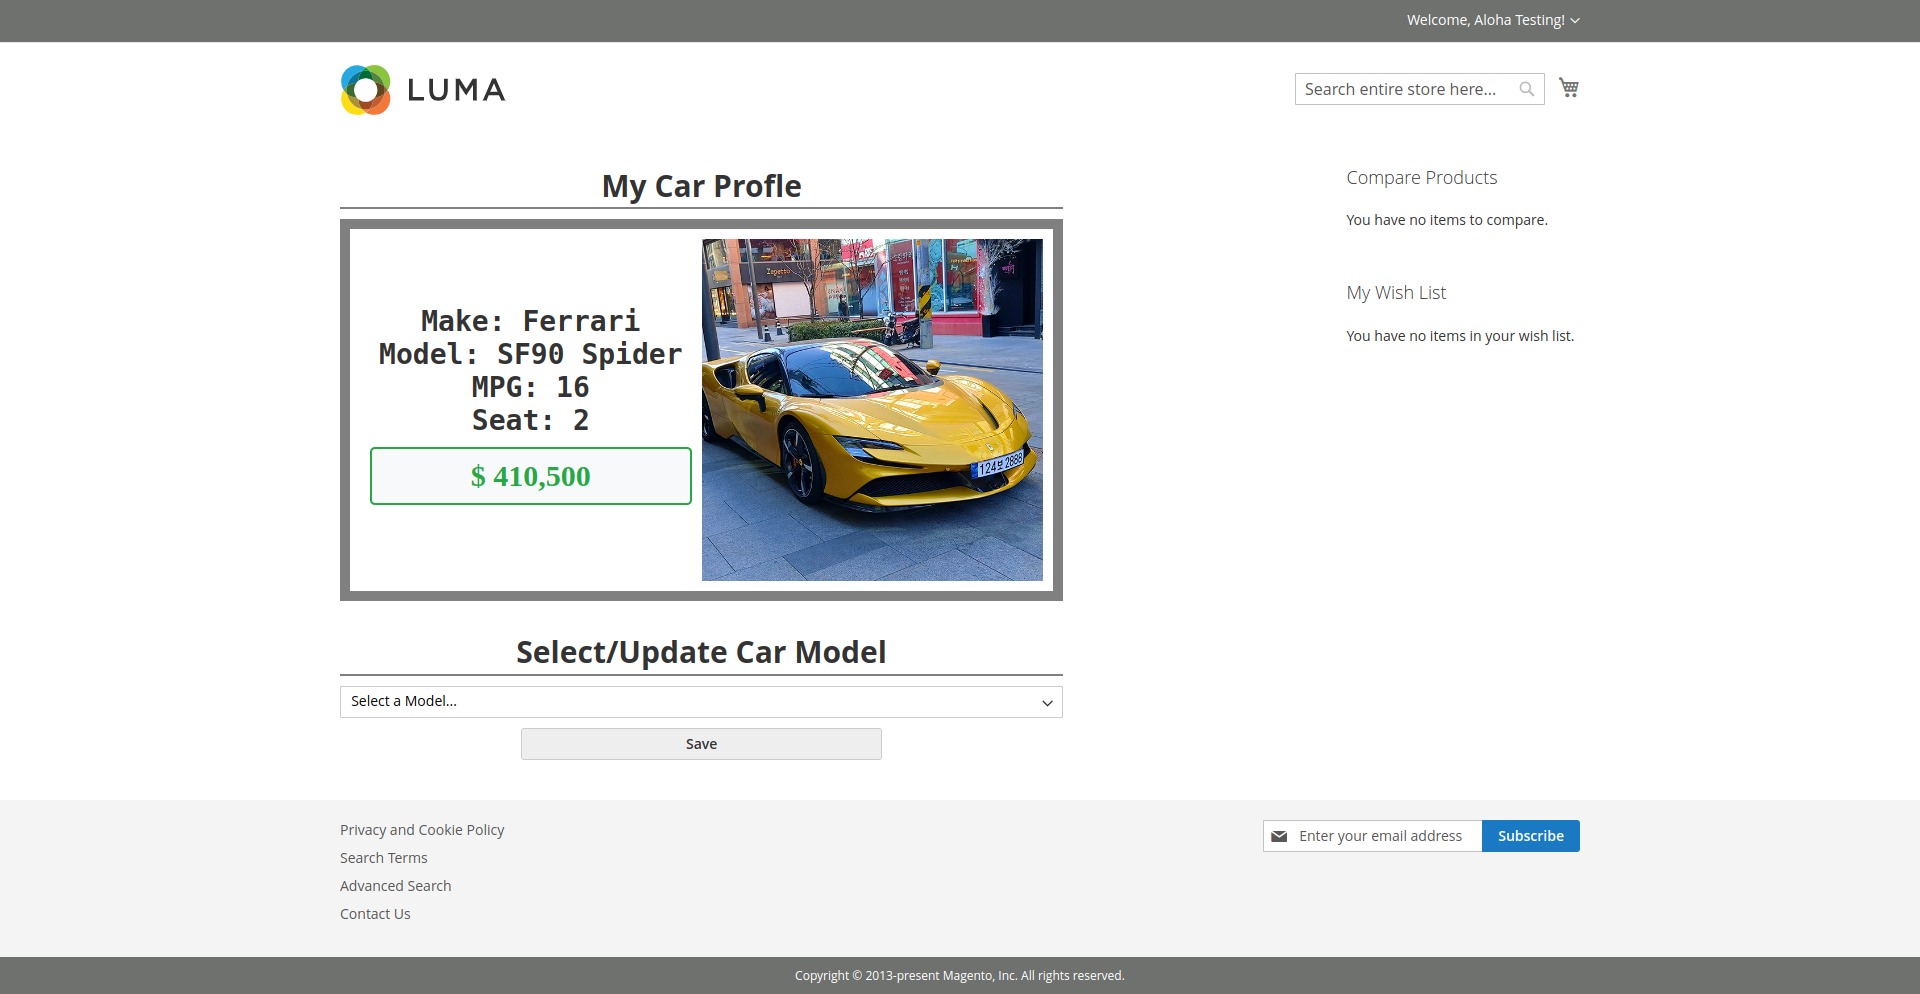 Welcome, Aloha Testing!
LUMA
Search entire store here...
My Car Profle
Make: Ferrari
Model: SF90 Spider
MPG: 16
Seat: 2
$ 410,500
Zapetto
124보 2888
Compare Products
You have no items to compare.
My Wish List
You have no items in your wish list.
Select/Update Car Model
Select a Model...
Save
Privacy and Cookie Policy
Search Terms
Advanced Search
Contact Us
Enter your email address
Subscribe
Copyright © 2013-present Magento, Inc. All rights reserved.